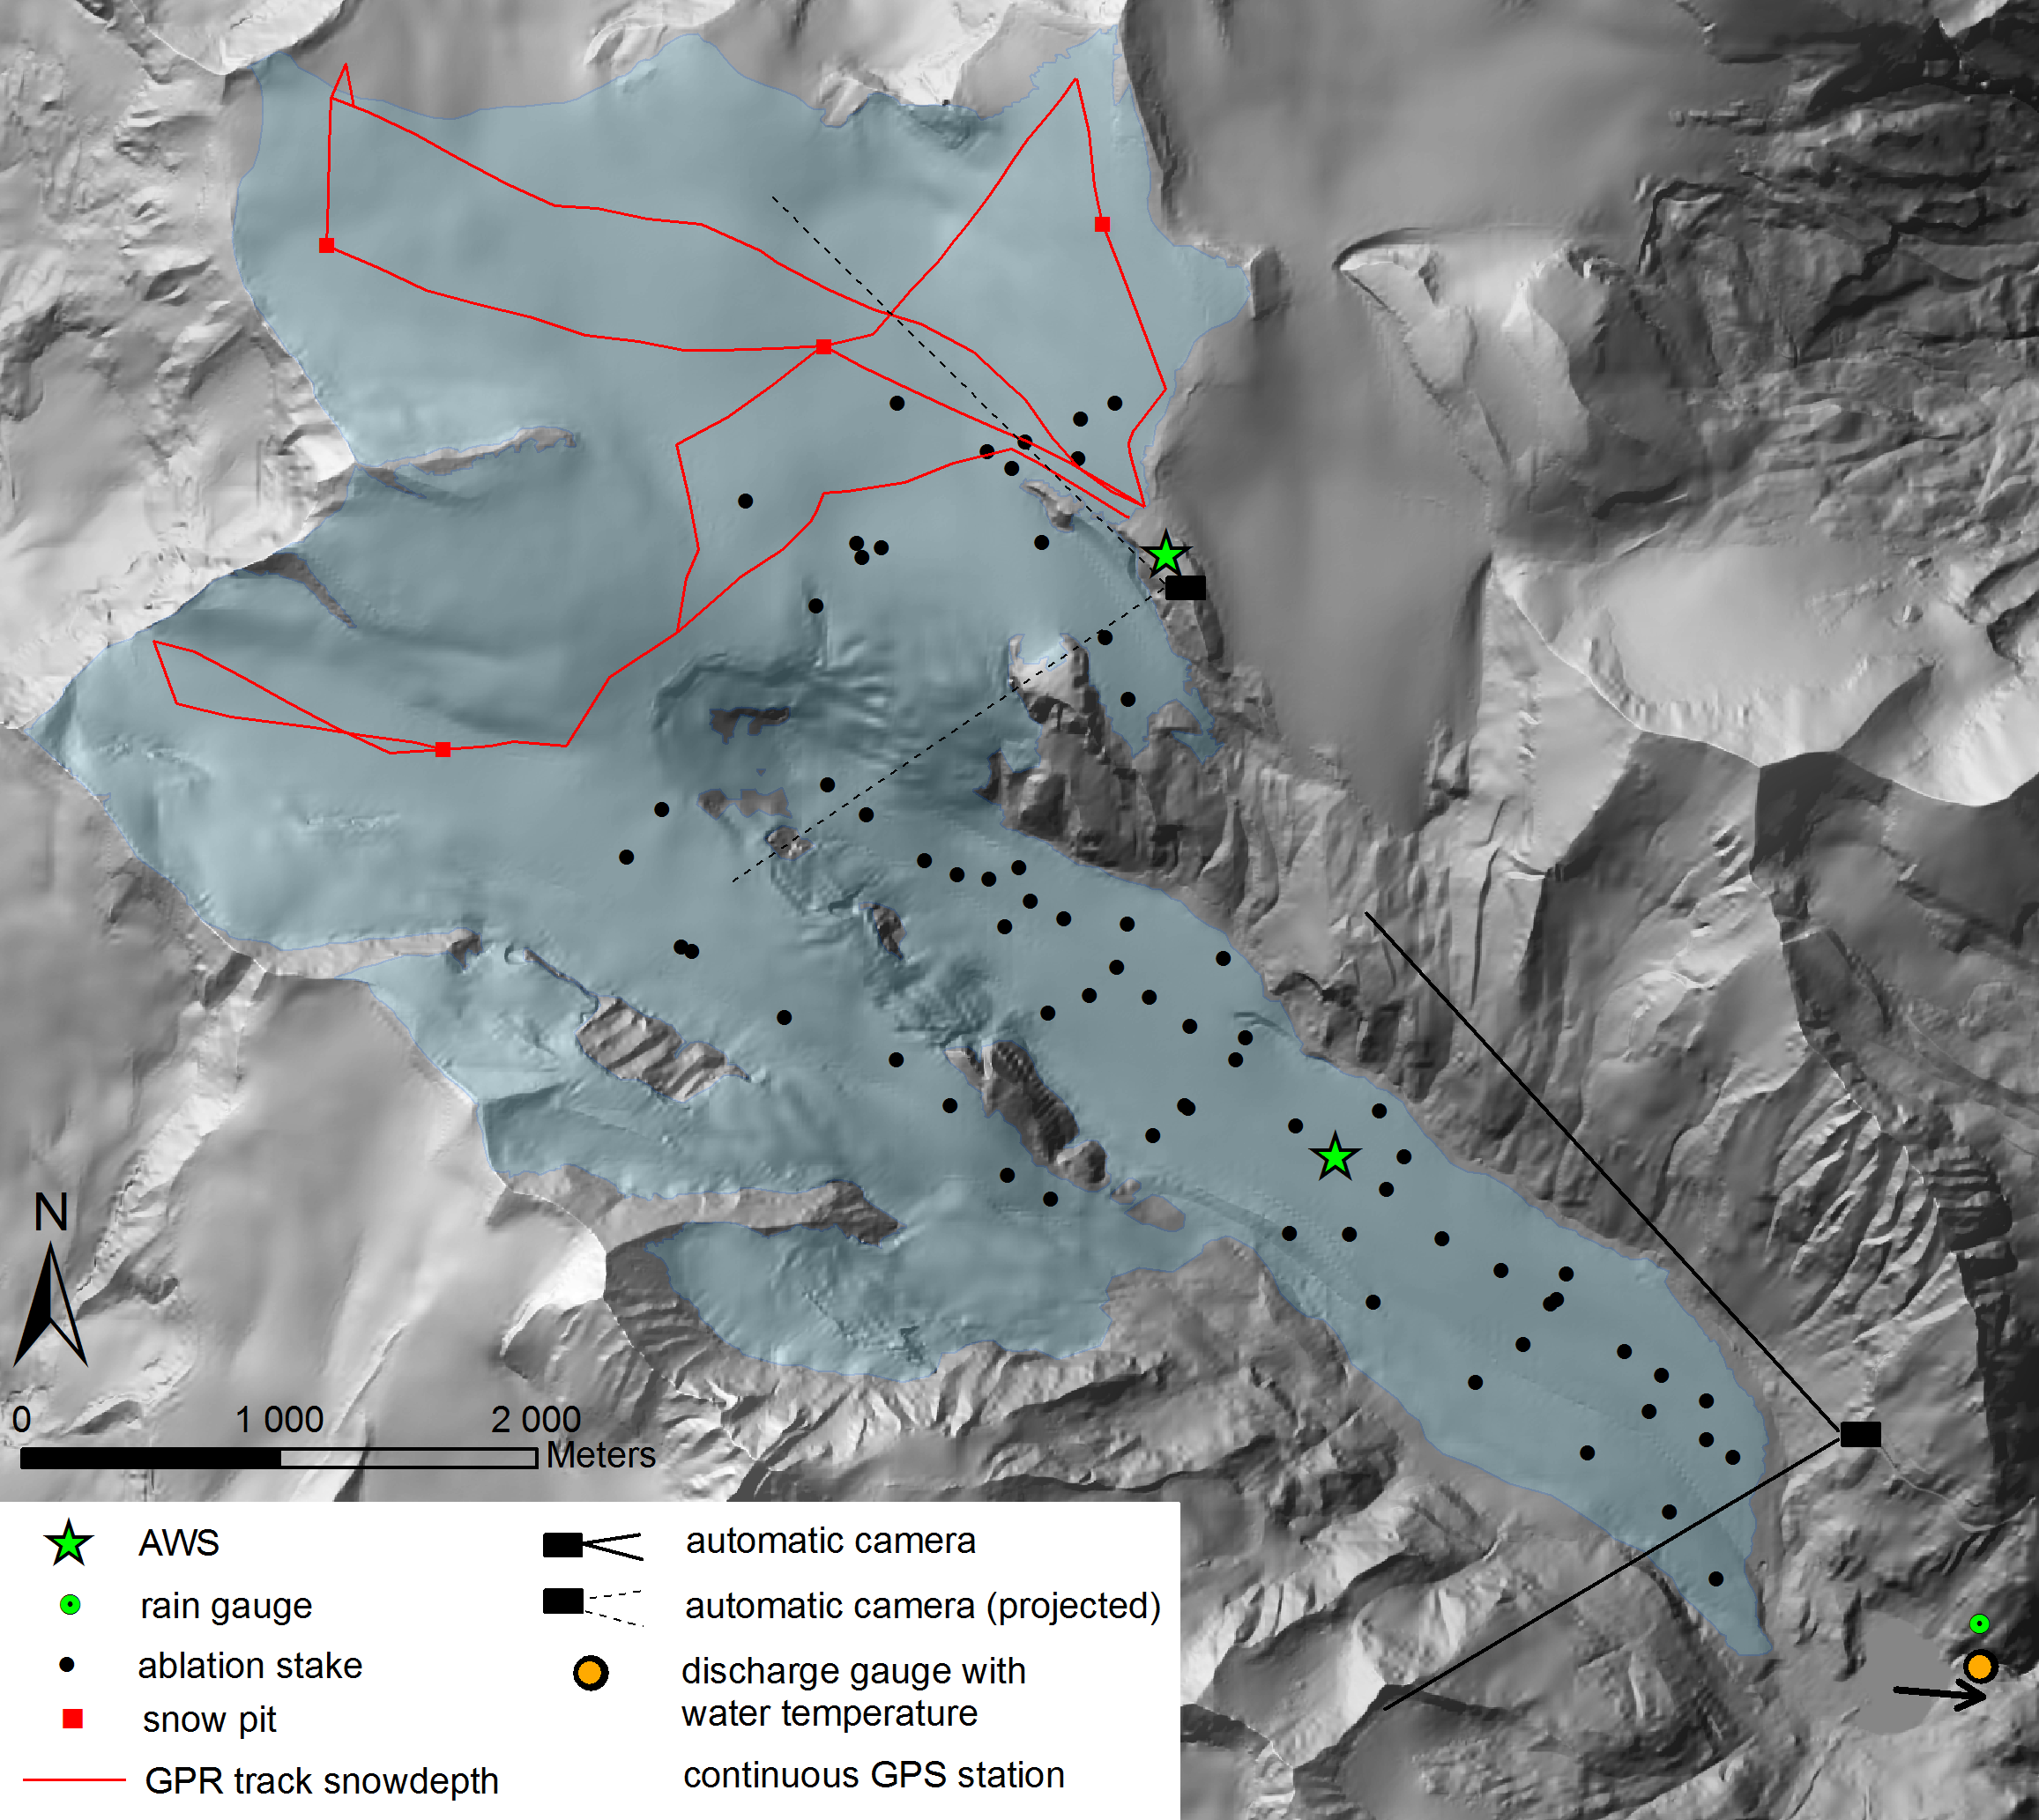 N
0 1 000 2 000
Meters
AWS
rain gauge
ablation stake
snow pit
GPR track snowdepth
automatic camera
automatic camera (projected)
discharge gauge with
water temperature
continuous GPS station